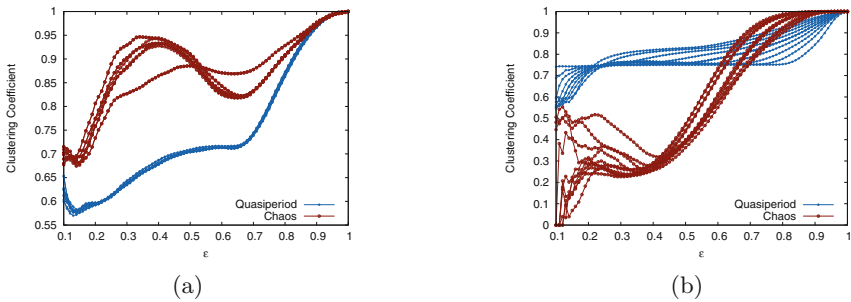 1
0.95
0.9
0.85
0.8
0.75
0.7
0.65
0.6
0.55
Clustering Coefficient
Quasiperiod
Chaos
0.1 0.2 0.3 0.4 0.5 0.6 0.7 0.8 0.9 1
ε
(a)
1
0.9
0.8
0.7
0.6
0.5
0.4
0.3
0.2
0.1
0
Clustering Coefficient
Quasiperiod
Chaos
0.1 0.2 0.3 0.4 0.5 0.6 0.7 0.8 0.9 1
ε
(b)